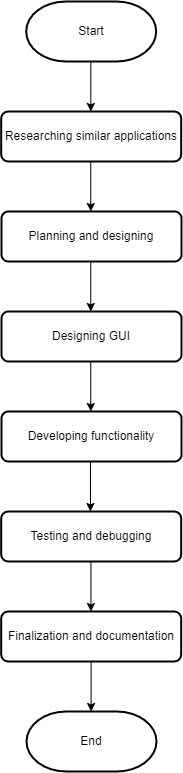 Start
Researching similar applications
Planning and designing
Designing GUI
Developing functionality
Testing and debugging
Finalization and documentation
End